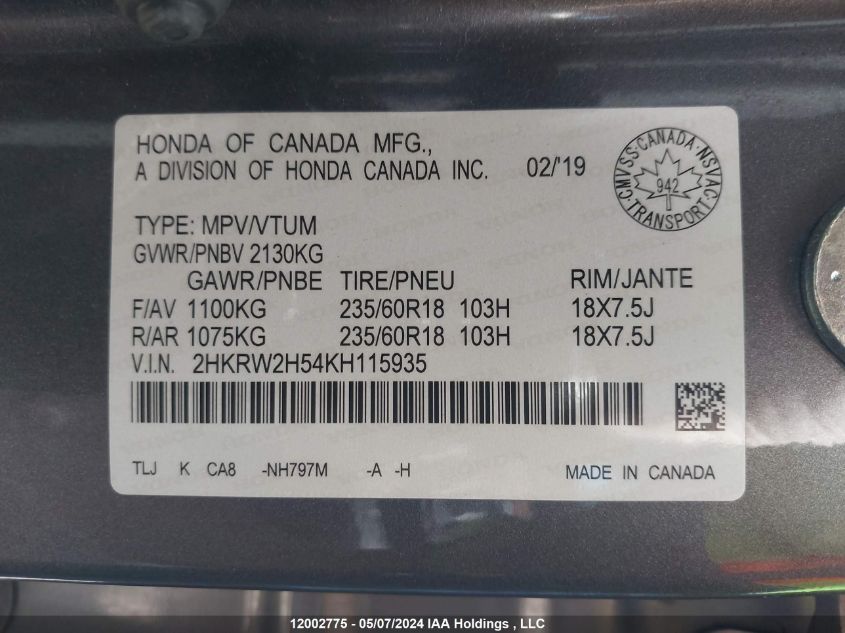 HONDA OF CANADA MFG.,
A DIVISION OF HONDA CANADA INC. 02/'19
CMVSS·CANADA·NSVAC·TRANSPORT·
942
TYPE: MPV/VTUM
GVWR/PNBV 2130KG
GAWR/PNBE TIRE/PNEU RIM/JANTE
F/AV 1100KG 235/60R18 103H 18X7.5J
R/AR 1075KG 235/60R18 103H 18X7.5J
V.I.N. 2HKRW2H54KH115935
TLJ K CA8 -NH797M -A -H MADE IN CANADA
12002775 - 05/07/2024 IAA Holdings , LLC